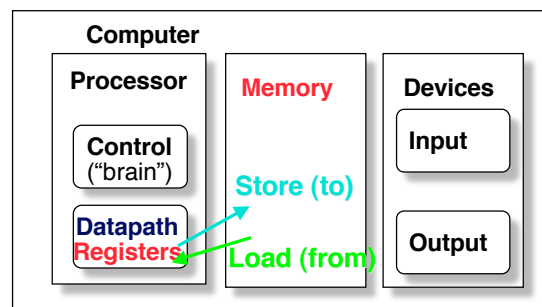 Computer
Processor
Control
(“brain”)
Datapath
Registers
Memory
Store (to)
Load (from)
Devices
Input
Output